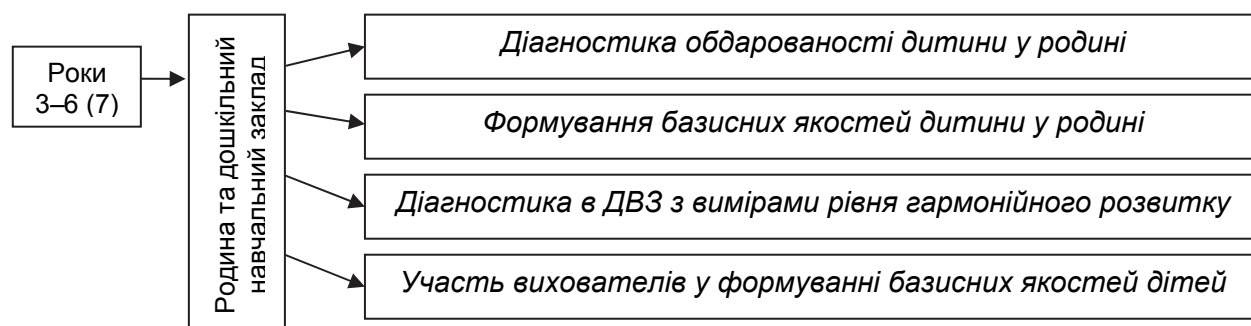 Роки
3–6 (7)
Родина та дошкільний
навчальний заклад
Діагностика обдарованості дитини у родині
Формування базисних якостей дитини у родині
Діагностика в ДВЗ з вимірами рівня гармонійного розвитку
Участь вихователів у формуванні базисних якостей дітей